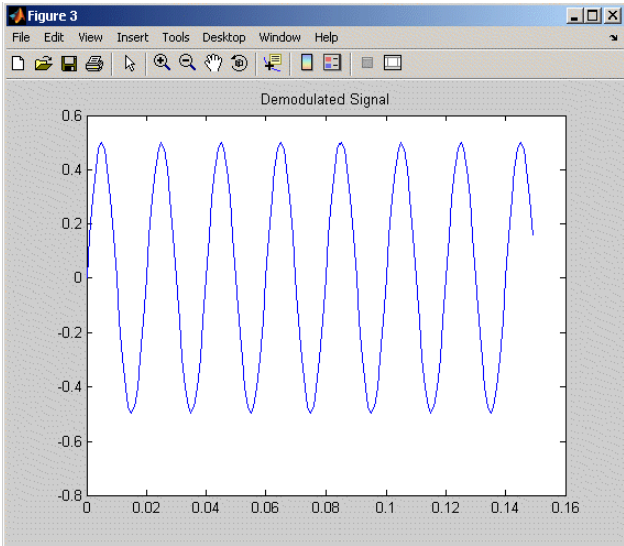 Figure 3
File Edit View Insert Tools Desktop Window Help
Demodulated Signal
0.6
0.4
0.2
0
-0.2
-0.4
-0.6
-0.8
0 0.02 0.04 0.06 0.08 0.1 0.12 0.14 0.16